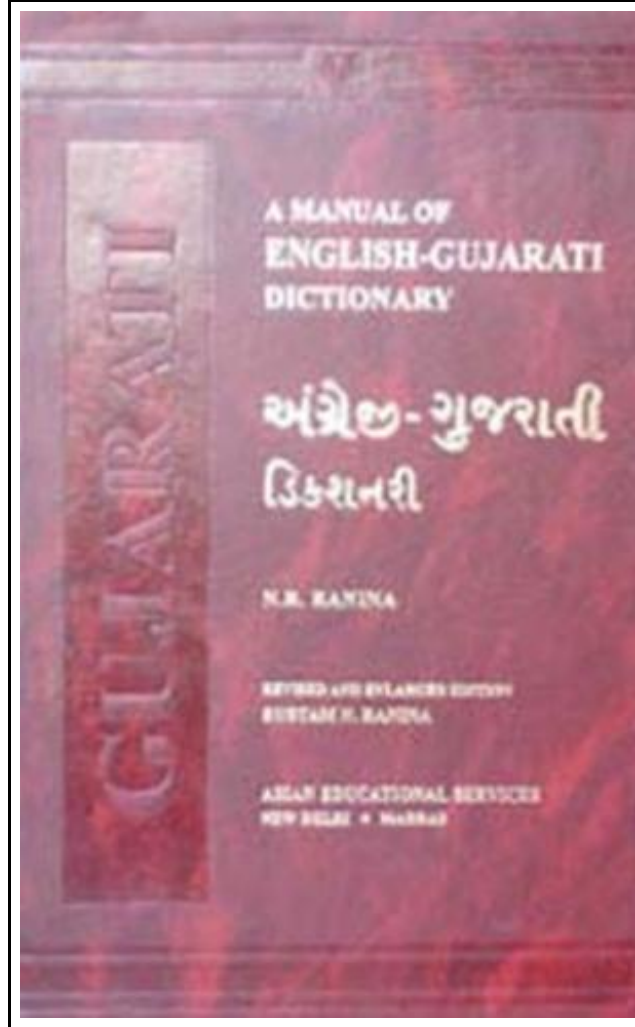 GUJARATI
A MANUAL OF
ENGLISH-GUJARATI
DICTIONARY
અંગ્રેજી-ગુજરાતી
ડિકશનરી
N.R. RANINA
REVISED AND ENLARGED EDITION
RUSTAM N. RANINA
ASIAN EDUCATIONAL SERVICES
NEW DELHI * MADRAS